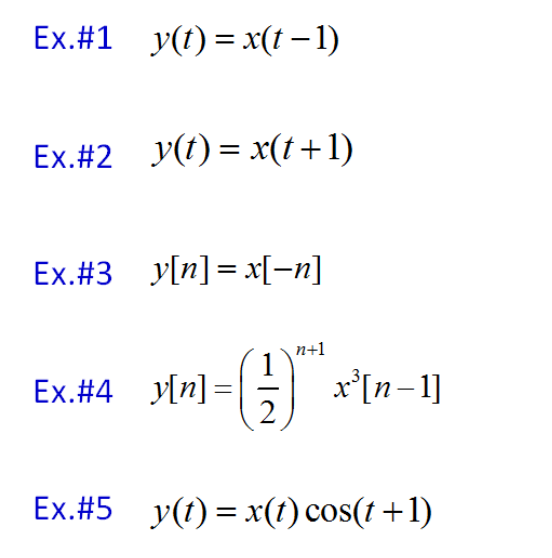 Ex.#1 y(t) = x(t − 1)
Ex.#2 y(t) = x(t + 1)
Ex.#3 y[n] = x[−n]
Ex.#4 y[n] = (1/2)^{n+1} x³[n − 1]
Ex.#5 y(t) = x(t) cos(t + 1)